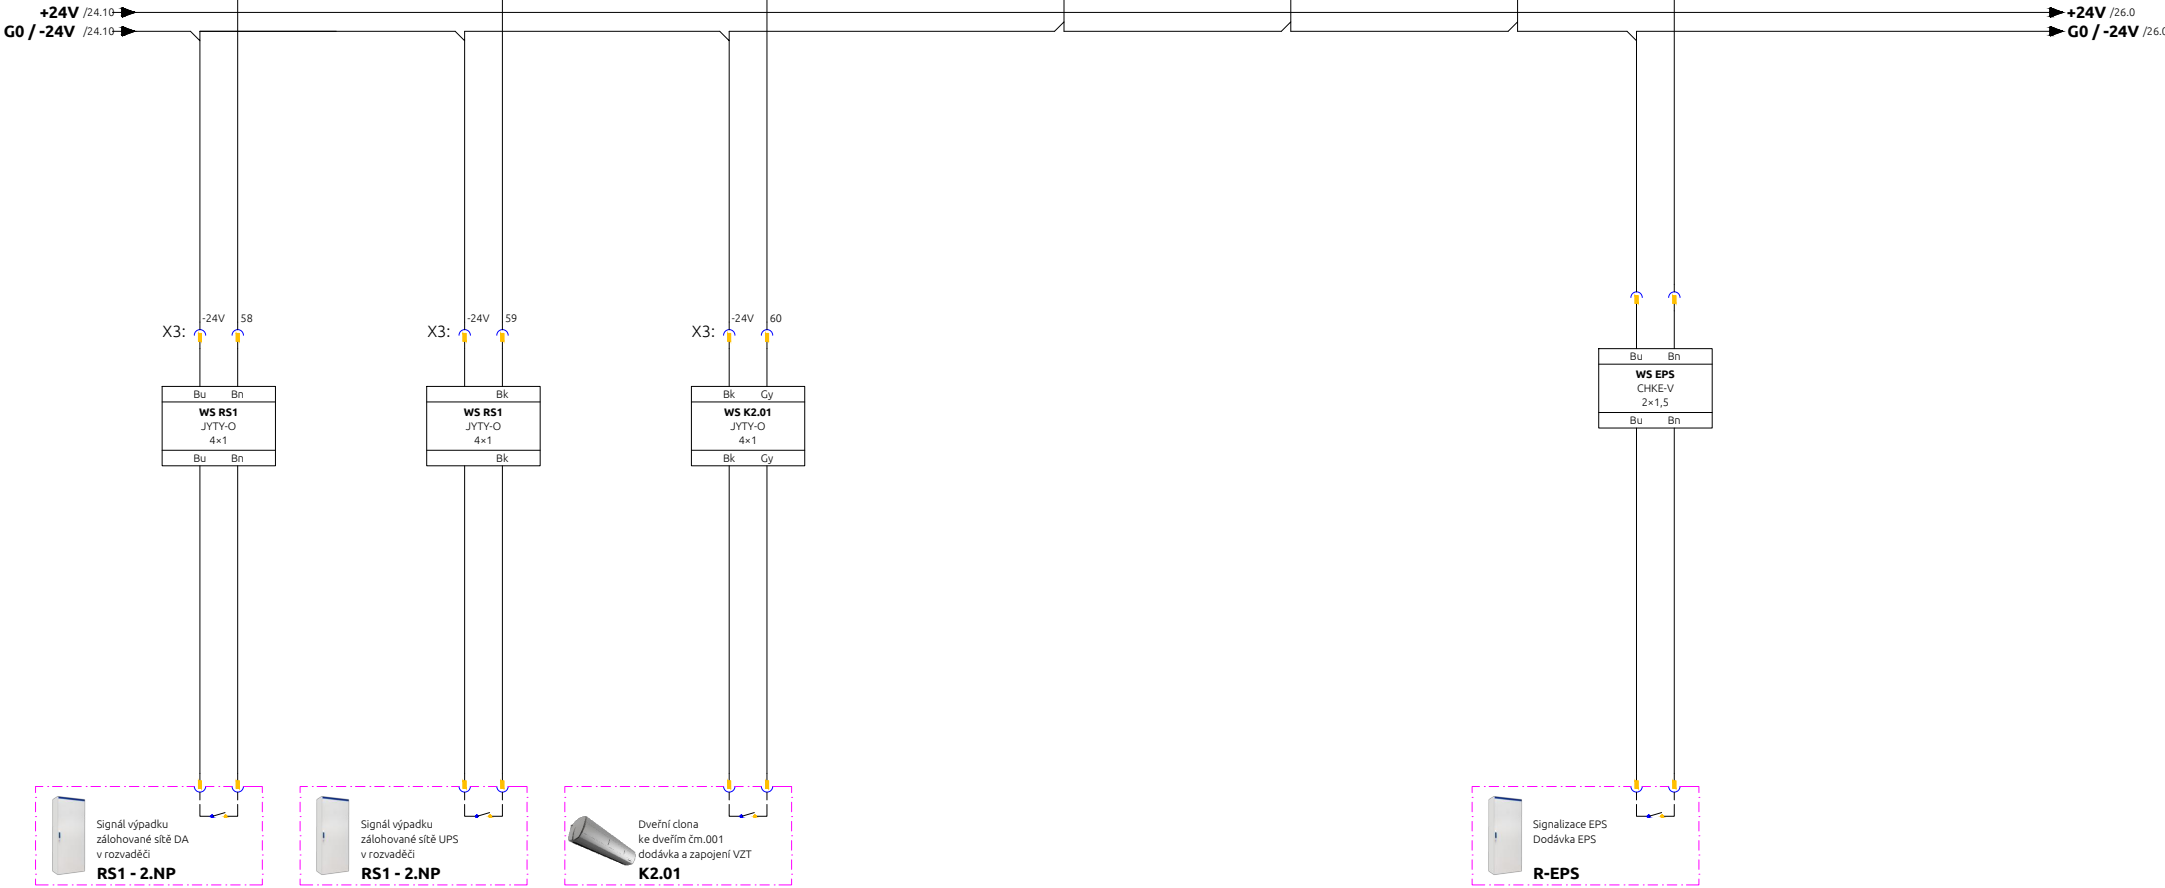 +24V /24.10
G0 / -24V /24.10
+24V /26.0
G0 / -24V /26.0
X3: -24V 58
X3: -24V 59
X3: -24V 60
Bu Bn
WS RS1
JYTY-O
4×1
Bu Bn
Bk
WS RS1
JYTY-O
4×1
Bk
Bk Gy
WS K2.01
JYTY-O
4×1
Bk Gy
Bu Bn
WS EPS
CHKE-V
2×1,5
Bu Bn
Signál výpadku
zálohované sítě DA
v rozvaděči
RS1 - 2.NP
Signál výpadku
zálohované sítě UPS
v rozvaděči
RS1 - 2.NP
Dveřní clona
ke dveřím čm.001
dodávka a zapojení VZT
K2.01
Signalizace EPS
Dodávka EPS
R-EPS